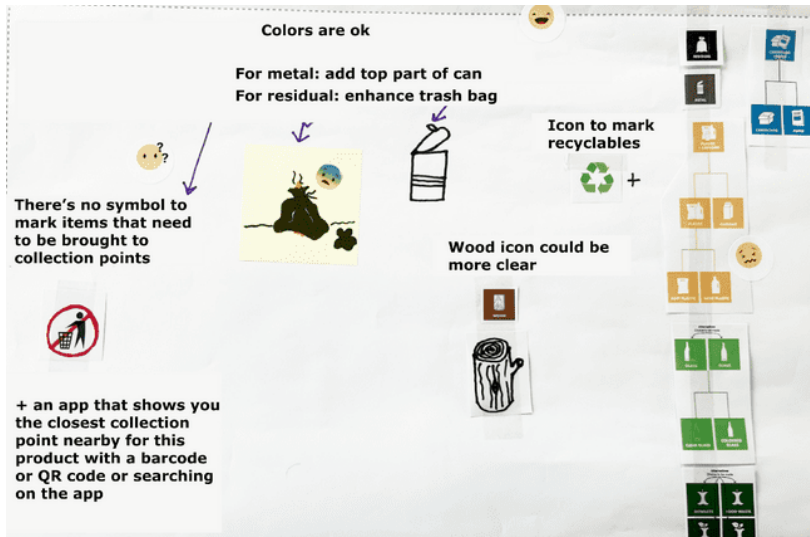 Colors are ok
For metal: add top part of can
For residual: enhance trash bag
? ?
Icon to mark
recyclables
+
There's no symbol to
mark items that need
to be brought to
collection points
Wood icon could be
more clear
+ an app that shows you
the closest collection
point nearby for this
product with a barcode
or QR code or searching
on the app